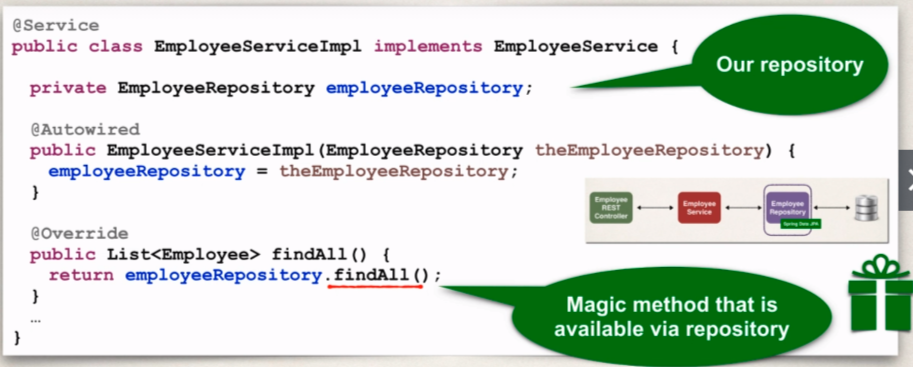 @Service
public class EmployeeServiceImpl implements EmployeeService {
Our repository
private EmployeeRepository employeeRepository;
@Autowired
public EmployeeServiceImpl(EmployeeRepository theEmployeeRepository) {
employeeRepository = theEmployeeRepository;
}
Employee
REST
Controller
Employee
Service
Employee
Repository
Spring Data JPA
@Override
public List<Employee> findAll() {
return employeeRepository.findAll();
}
Magic method that is
available via repository
…
}